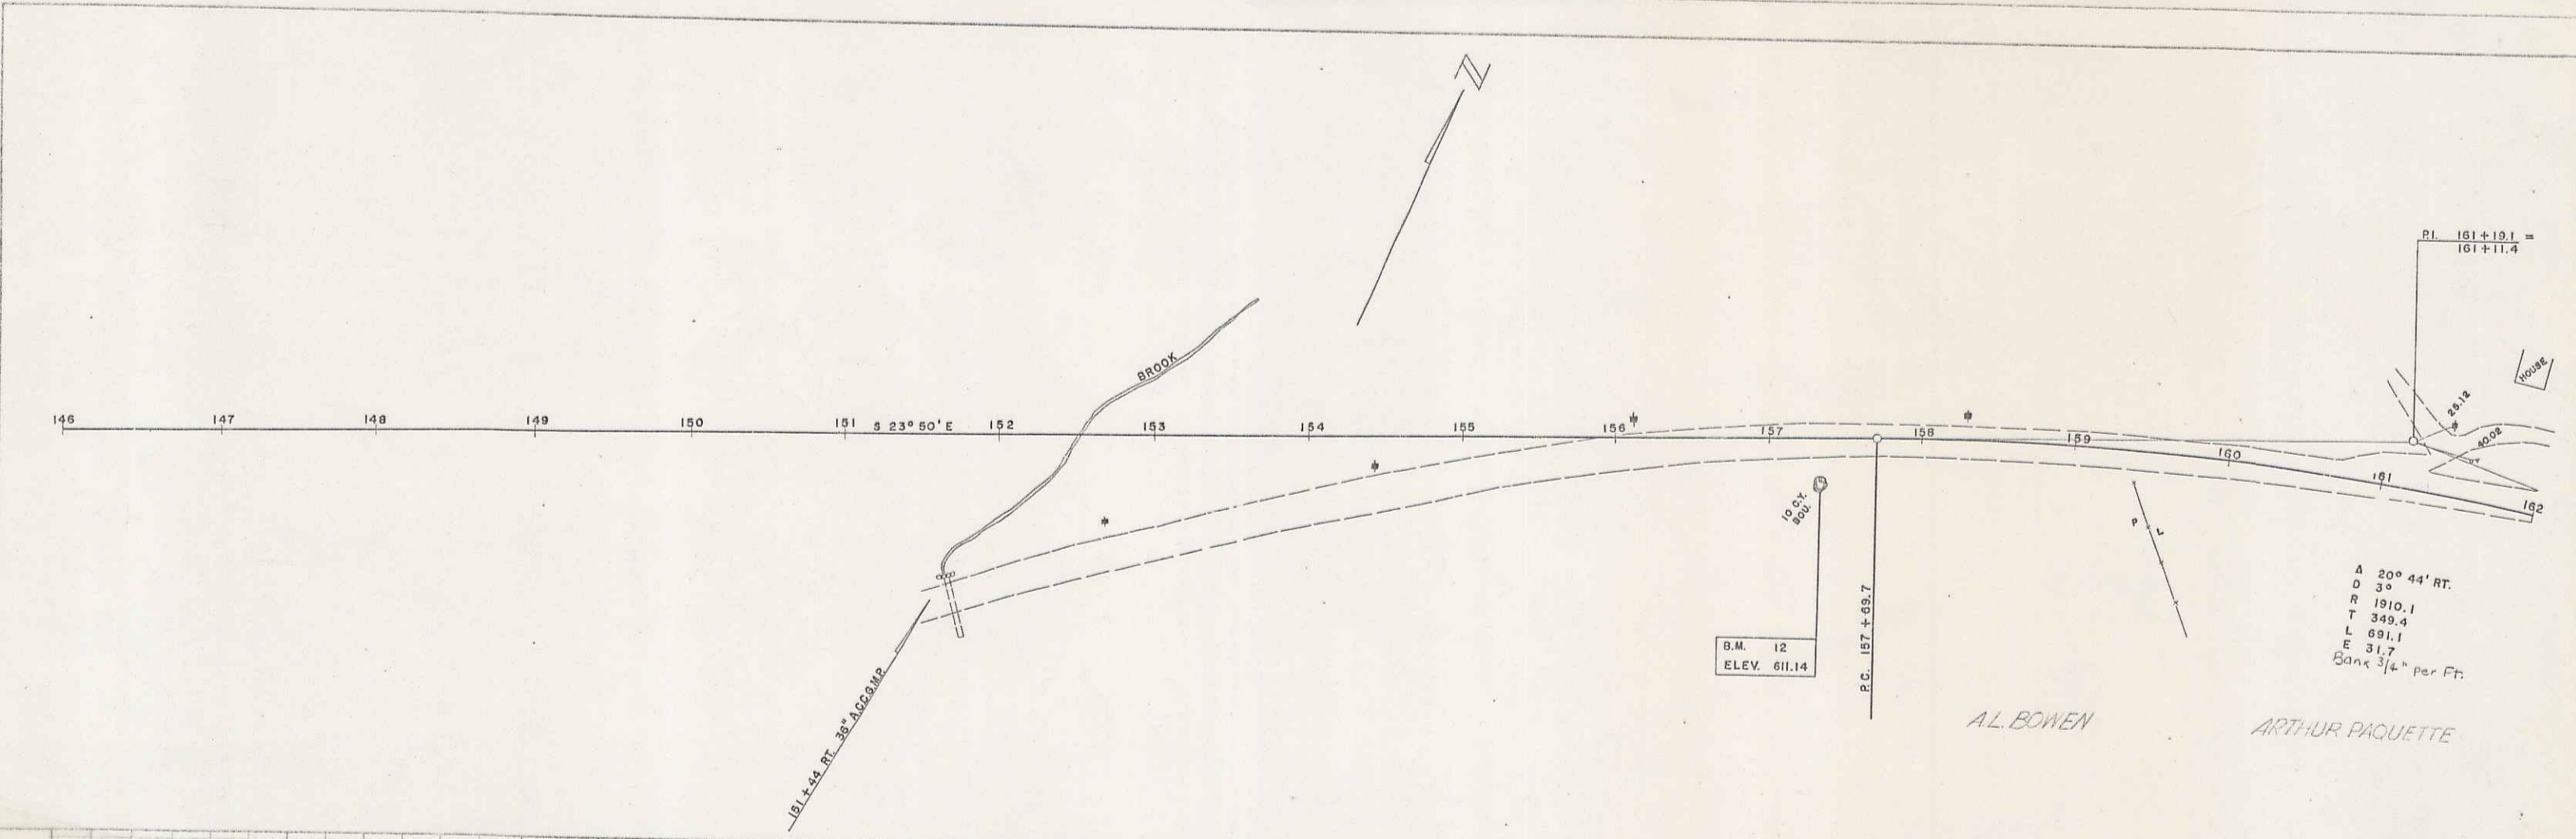 N
P.I. 161 + 19.1 =
161 + 11.4
HOUSE
25.12
40.02
BROOK
146 147 148 149 150 151 S 23° 50' E 152 153 154 155 156 157 158 159 160 161 162
10 C.Y.
BOU.
P L
B.M. 12
ELEV. 611.14
P.C. 157 + 69.7
151 + 44 RT. 36" A.C.C.G.M.P.
Δ 20° 44' RT.
D 3°
R 1910.1
T 349.4
L 691.1
E 31.7
Bank 3/4" per Ft.
A.L. BOWEN
ARTHUR PAQUETTE